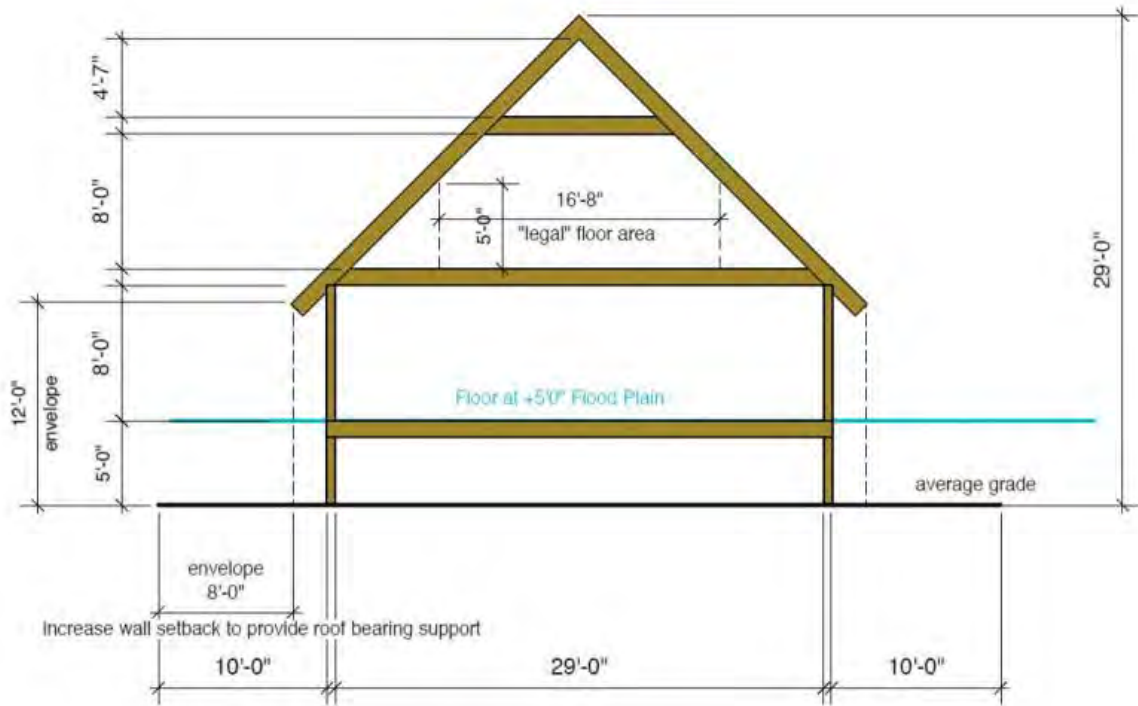 4'-7"
8'-0"
16'-8"
5'-0"
"legal" floor area
29'-0"
8'-0"
12'-0"
envelope
Floor at +5'0" Flood Plain
5'-0"
average grade
envelope
8'-0"
Increase wall setback to provide roof bearing support
10'-0"
29'-0"
10'-0"